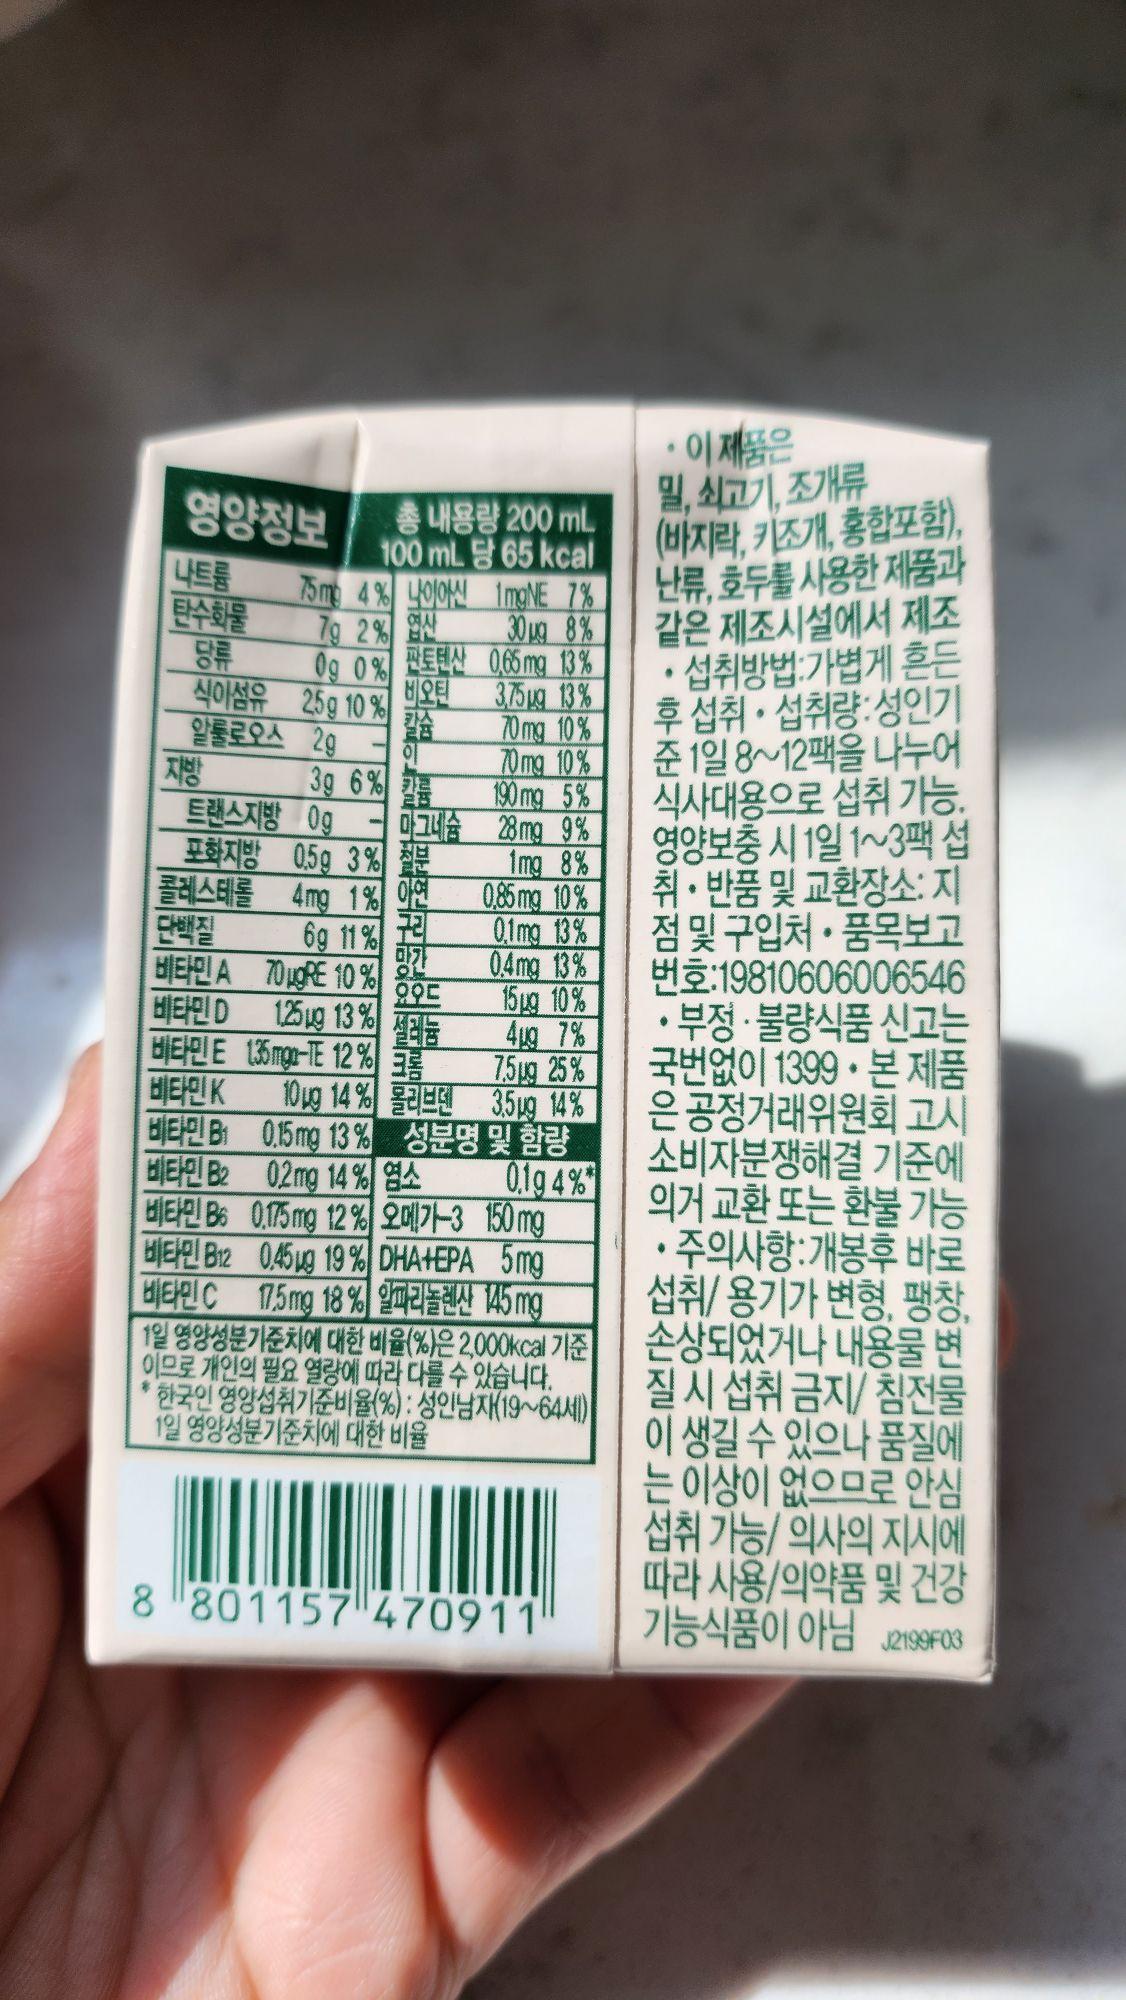 영양정보
총 내용량 200 mL
100 mL 당 65 kcal
나트륨 75mg 4%
탄수화물 7g 2%
당류 0g 0%
식이섬유 2.5g 10%
알룰로오스 2g -
지방 3g 6%
트랜스지방 0g -
포화지방 0.5g 3%
콜레스테롤 4mg 1%
단백질 6g 11%
비타민 A 70µgRE 10%
비타민 D 1.25µg 13%
비타민 E 1.35mgα-TE 12%
비타민 K 10µg 14%
비타민 B1 0.15mg 13%
비타민 B2 0.2mg 14%
비타민 B6 0.175mg 12%
비타민 B12 0.45µg 19%
비타민 C 17.5mg 18%
나이아신 1mgNE 7%
엽산 30µg 8%
판토텐산 0.65mg 13%
비오틴 3.75µg 13%
칼슘 70mg 10%
인 70mg 10%
칼륨 190mg 5%
마그네슘 28mg 9%
철분 1mg 8%
아연 0.85mg 10%
구리 0.1mg 13%
망간 0.4mg 13%
요오드 15µg 10%
셀레늄 4µg 7%
크롬 7.5µg 25%
몰리브덴 3.5µg 14%
성분명 및 함량
염소 0.1g 4%*
오메가-3 150mg
DHA+EPA 5mg
알파리놀렌산 145mg
1일 영양성분기준치에 대한 비율(%)은 2,000kcal 기준
이므로 개인의 필요 열량에 따라 다를 수 있습니다.
* 한국인 영양섭취기준비율(%) : 성인남자(19~64세)
1일 영양성분기준치에 대한 비율
8 801157 470911
• 이 제품은
밀, 쇠고기, 조개류
(바지락, 키조개, 홍합포함),
난류, 호두를 사용한 제품과
같은 제조시설에서 제조
• 섭취방법:가볍게 흔든
후 섭취 • 섭취량:성인기
준 1일 8~12팩을 나누어
식사대용으로 섭취 가능.
영양보충 시 1일 1~3팩 섭
취 • 반품 및 교환장소: 지
점 및 구입처 • 품목보고
번호:19810606006546
• 부정·불량식품 신고는
국번없이 1399 • 본 제품
은 공정거래위원회 고시
소비자분쟁해결 기준에
의거 교환 또는 환불 가능
• 주의사항:개봉후 바로
섭취/ 용기가 변형, 팽창,
손상되었거나 내용물 변
질 시 섭취 금지/ 침전물
이 생길 수 있으나 품질에
는 이상이 없으므로 안심
섭취 가능/ 의사의 지시에
따라 사용/의약품 및 건강
기능식품이 아님 J2199F03